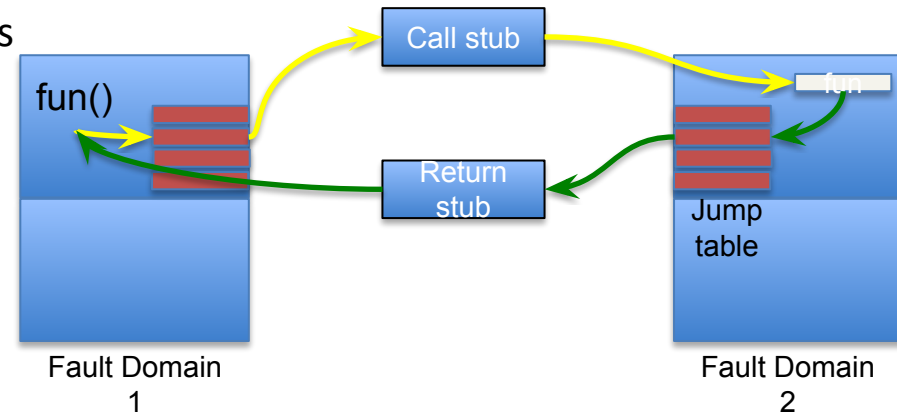 s
Call stub
fun()
fun
Return
stub
Jump
table
Fault Domain
1
Fault Domain
2